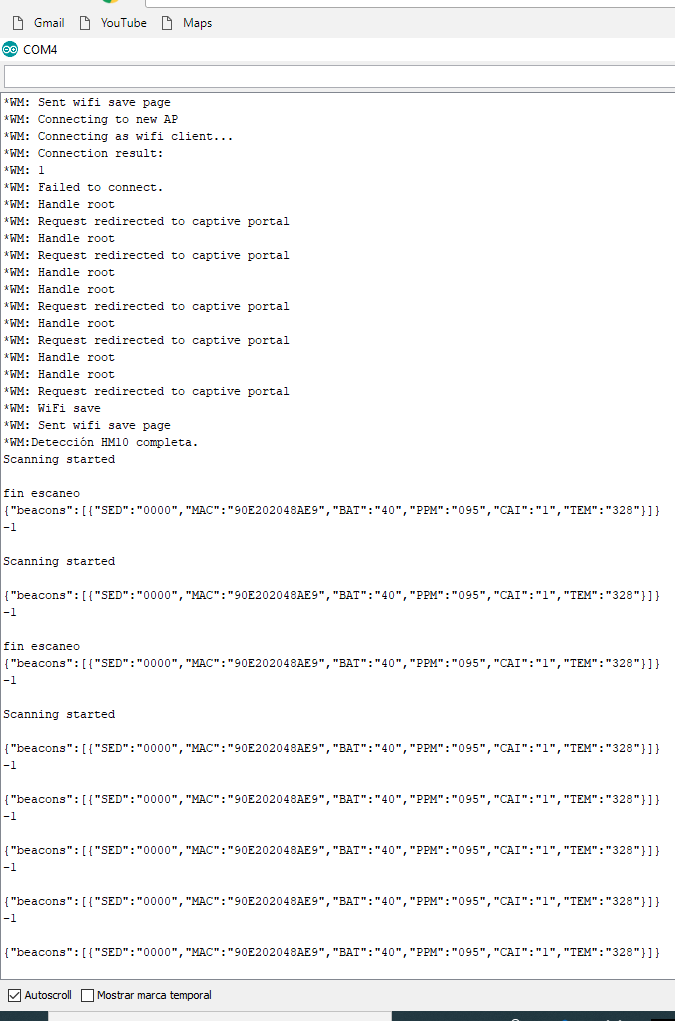 Gmail YouTube Maps
COM4
*WM: Sent wifi save page
*WM: Connecting to new AP
*WM: Connecting as wifi client...
*WM: Connection result:
*WM: 1
*WM: Failed to connect.
*WM: Handle root
*WM: Request redirected to captive portal
*WM: Handle root
*WM: Request redirected to captive portal
*WM: Handle root
*WM: Handle root
*WM: Request redirected to captive portal
*WM: Handle root
*WM: Request redirected to captive portal
*WM: Handle root
*WM: Handle root
*WM: Request redirected to captive portal
*WM: WiFi save
*WM: Sent wifi save page
*WM:Detección HM10 completa.
Scanning started
fin escaneo
{"beacons":[{"SED":"0000","MAC":"90E202048AE9","BAT":"40","PPM":"095","CAI":"1","TEM":"328"}]}
-1
Scanning started
{"beacons":[{"SED":"0000","MAC":"90E202048AE9","BAT":"40","PPM":"095","CAI":"1","TEM":"328"}]}
-1
fin escaneo
{"beacons":[{"SED":"0000","MAC":"90E202048AE9","BAT":"40","PPM":"095","CAI":"1","TEM":"328"}]}
-1
Scanning started
{"beacons":[{"SED":"0000","MAC":"90E202048AE9","BAT":"40","PPM":"095","CAI":"1","TEM":"328"}]}
-1
{"beacons":[{"SED":"0000","MAC":"90E202048AE9","BAT":"40","PPM":"095","CAI":"1","TEM":"328"}]}
-1
{"beacons":[{"SED":"0000","MAC":"90E202048AE9","BAT":"40","PPM":"095","CAI":"1","TEM":"328"}]}
-1
{"beacons":[{"SED":"0000","MAC":"90E202048AE9","BAT":"40","PPM":"095","CAI":"1","TEM":"328"}]}
-1
{"beacons":[{"SED":"0000","MAC":"90E202048AE9","BAT":"40","PPM":"095","CAI":"1","TEM":"328"}]}
Autoscroll Mostrar marca temporal